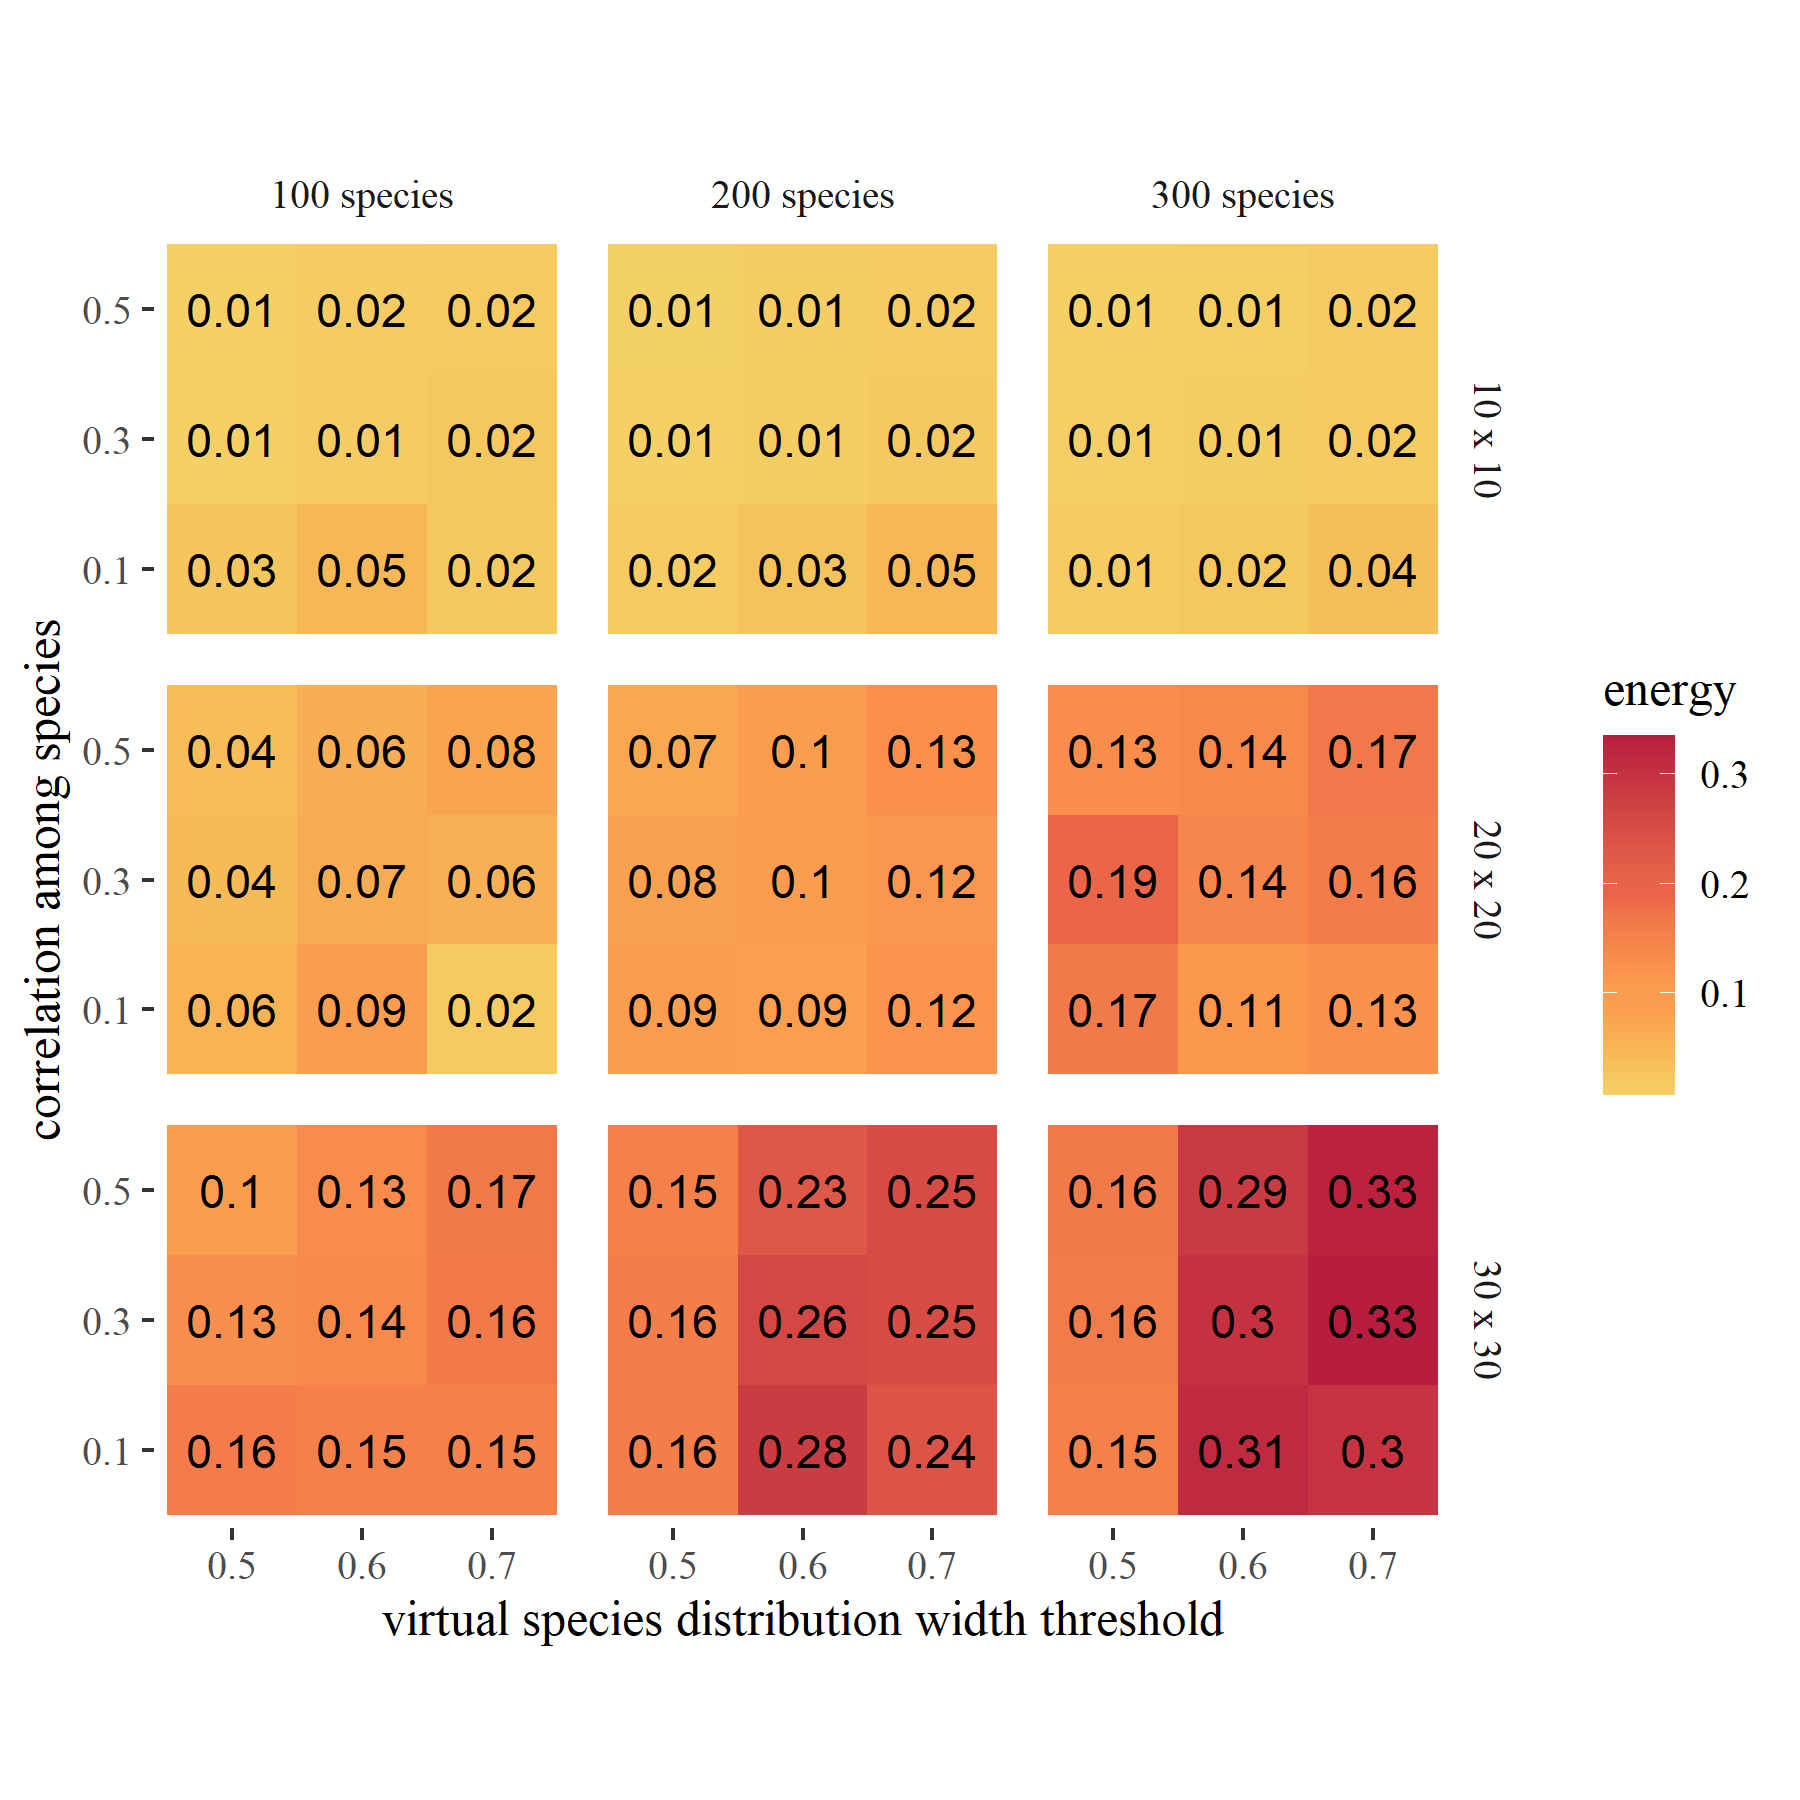 100 species 200 species 300 species
0.5 0.01 0.02 0.02 0.01 0.01 0.02 0.01 0.01 0.02
0.3 0.01 0.01 0.02 0.01 0.01 0.02 0.01 0.01 0.02
0.1 0.03 0.05 0.02 0.02 0.03 0.05 0.01 0.02 0.04
10 x 10
0.5 0.04 0.06 0.08 0.07 0.1 0.13 0.13 0.14 0.17
0.3 0.04 0.07 0.06 0.08 0.1 0.12 0.19 0.14 0.16
0.1 0.06 0.09 0.02 0.09 0.09 0.12 0.17 0.11 0.13
20 x 20
0.5 0.1 0.13 0.17 0.15 0.23 0.25 0.16 0.29 0.33
0.3 0.13 0.14 0.16 0.16 0.26 0.25 0.16 0.3 0.33
0.1 0.16 0.15 0.15 0.16 0.28 0.24 0.15 0.31 0.3
30 x 30
0.5 0.6 0.7 0.5 0.6 0.7 0.5 0.6 0.7
virtual species distribution width threshold
correlation among species
energy
0.3
0.2
0.1